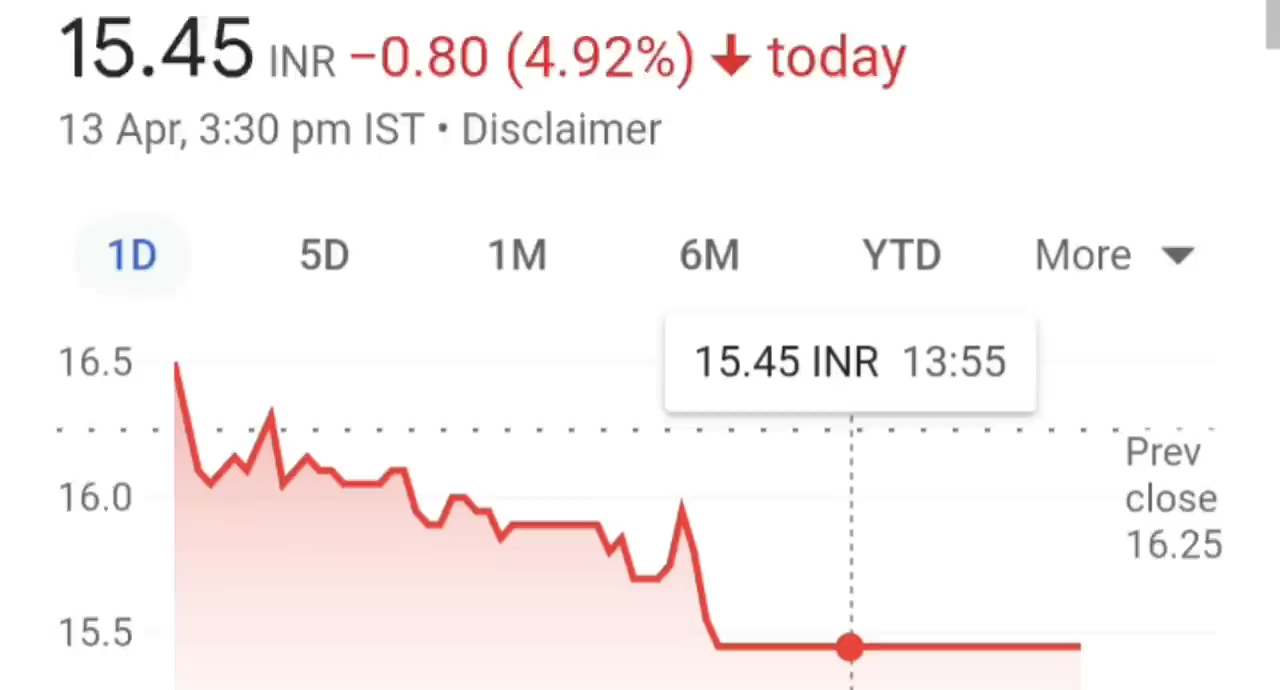 15.45 INR −0.80 (4.92%) ↓ today
13 Apr, 3:30 pm IST • Disclaimer
1D 5D 1M 6M YTD More
15.45 INR 13:55
16.5
16.0
15.5
Prev
close
16.25